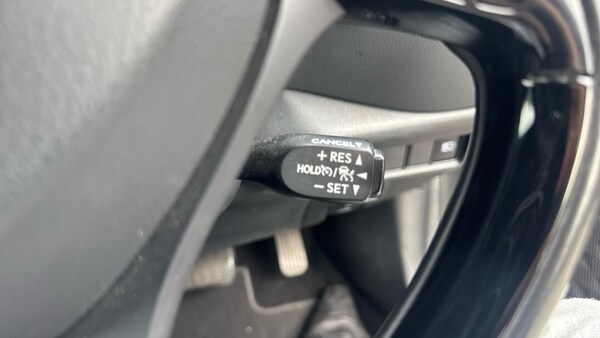 CANCEL
+ RES ▲
HOLD / ◄
− SET ▼